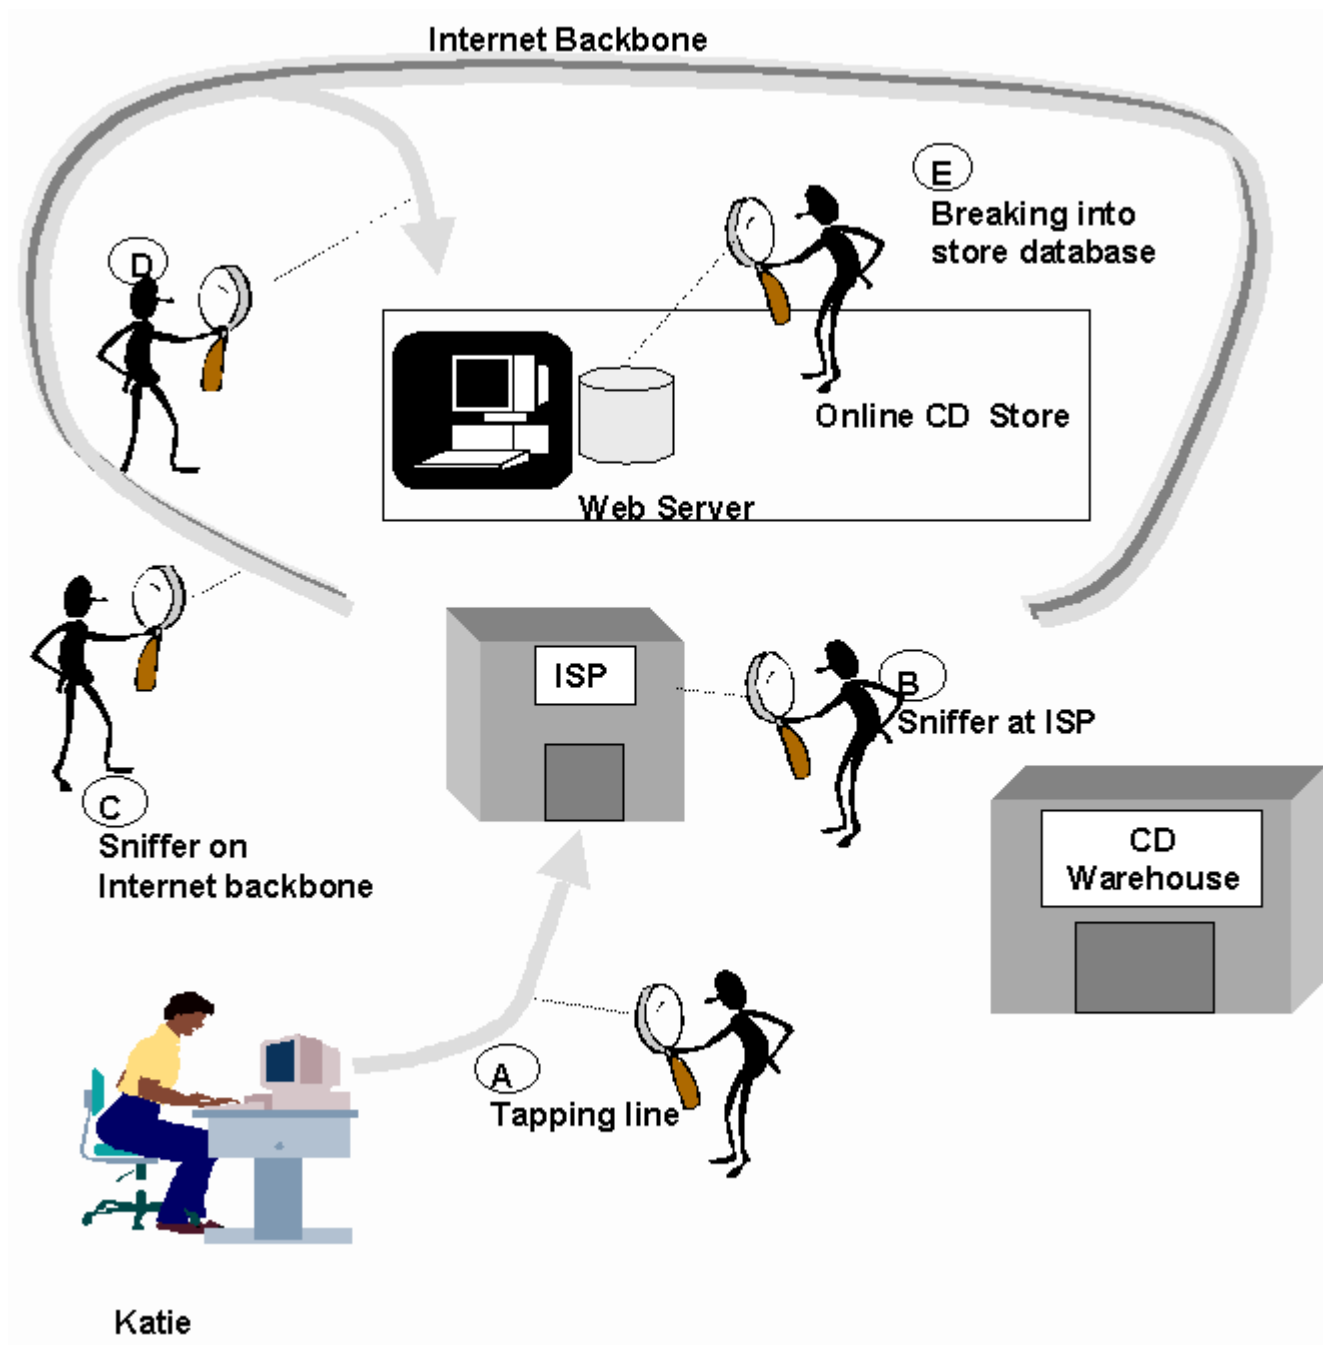 Internet Backbone
E
Breaking into
store database
D
Online CD Store
Web Server
ISP
B
Sniffer at ISP
C
Sniffer on
Internet backbone
CD
Warehouse
A
Tapping line
Katie